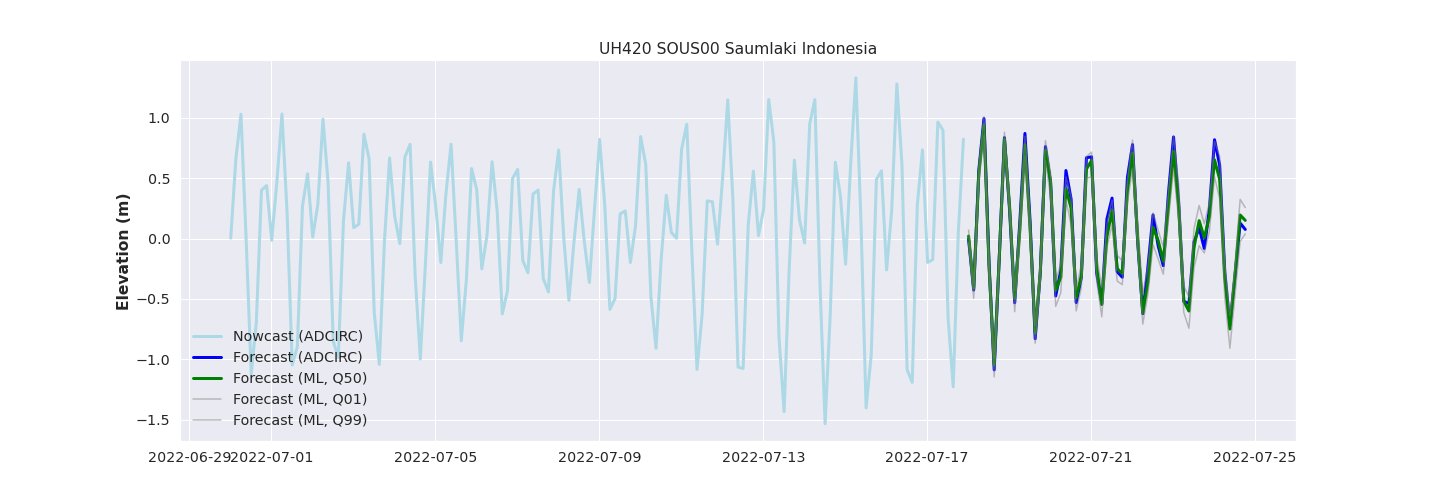 UH420 SOUS00 Saumlaki Indonesia
Elevation (m)
1.0
0.5
0.0
−0.5
−1.0
−1.5
Nowcast (ADCIRC)
Forecast (ADCIRC)
Forecast (ML, Q50)
Forecast (ML, Q01)
Forecast (ML, Q99)
2022-06-29 2022-07-01 2022-07-05 2022-07-09 2022-07-13 2022-07-17 2022-07-21 2022-07-25